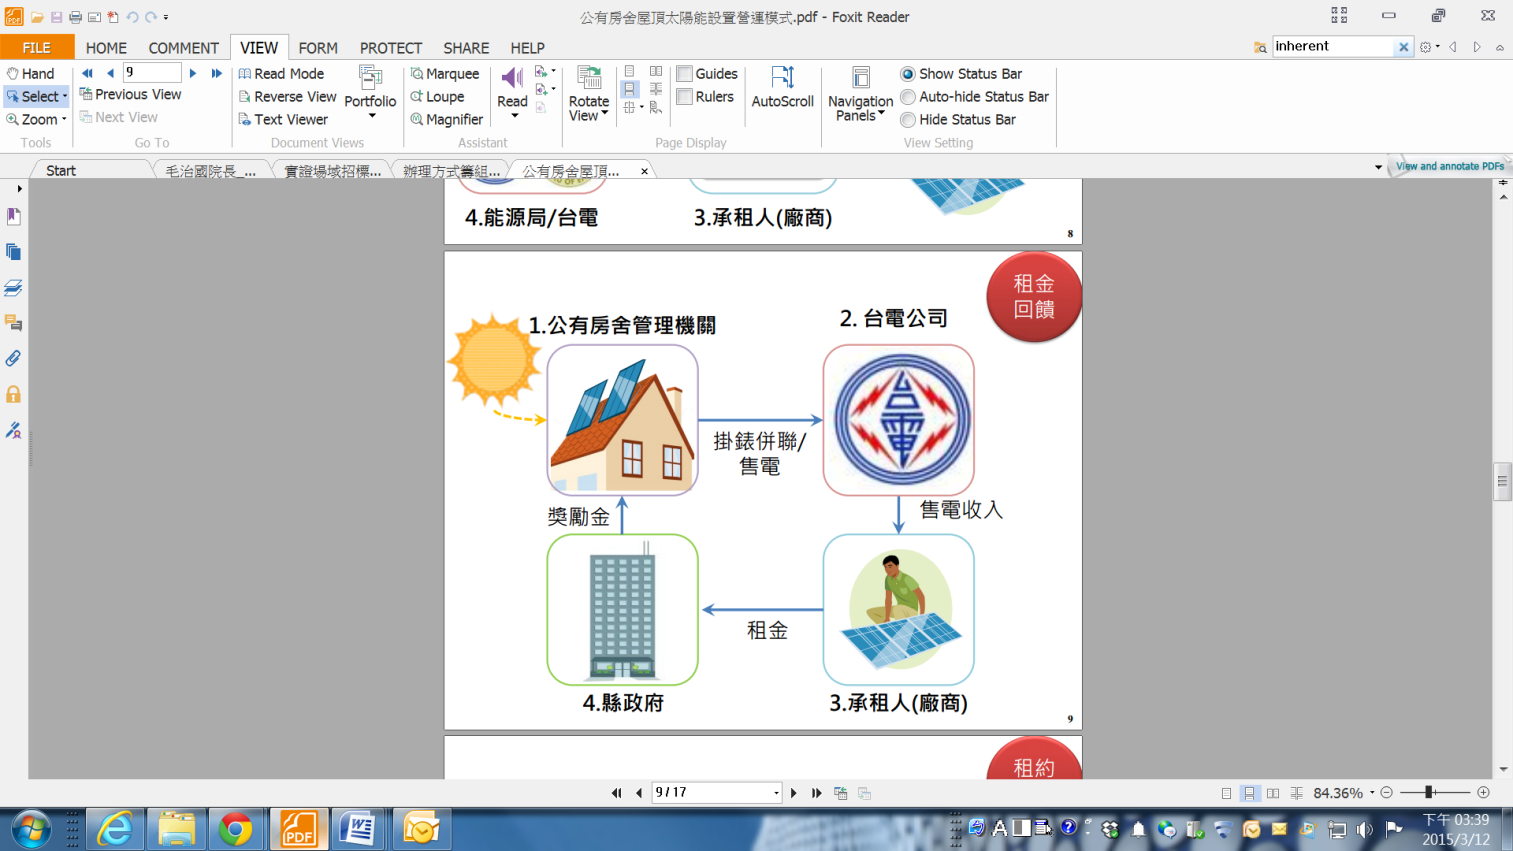 公有房舍屋頂太陽能設置營運模式.pdf - Foxit Reader
FILE HOME COMMENT VIEW FORM PROTECT SHARE HELP
inherent
Hand
Select
Zoom
Tools
9
Previous View
Next View
Go To
Read Mode
Reverse View
Text Viewer
Portfolio
Document Views
Marquee
Loupe
Magnifier
Read
Assistant
Rotate
View
Guides
Rulers
Page Display
AutoScroll
Navigation
Panels
Show Status Bar
Auto-hide Status Bar
Hide Status Bar
View Setting
Start
毛治國院長_...
實證場域招標...
辦理方式籌組...
公有房舍屋頂...
View and annotate PDFs
4.能源局/台電
3.承租人(廠商)
8
租金
回饋
1.公有房舍管理機關
2. 台電公司
台電
掛錶併聯/
售電
獎勵金
售電收入
租金
4.縣政府
3.承租人(廠商)
9
租約
9 / 17
84.36%
下午 03:39
2015/3/12